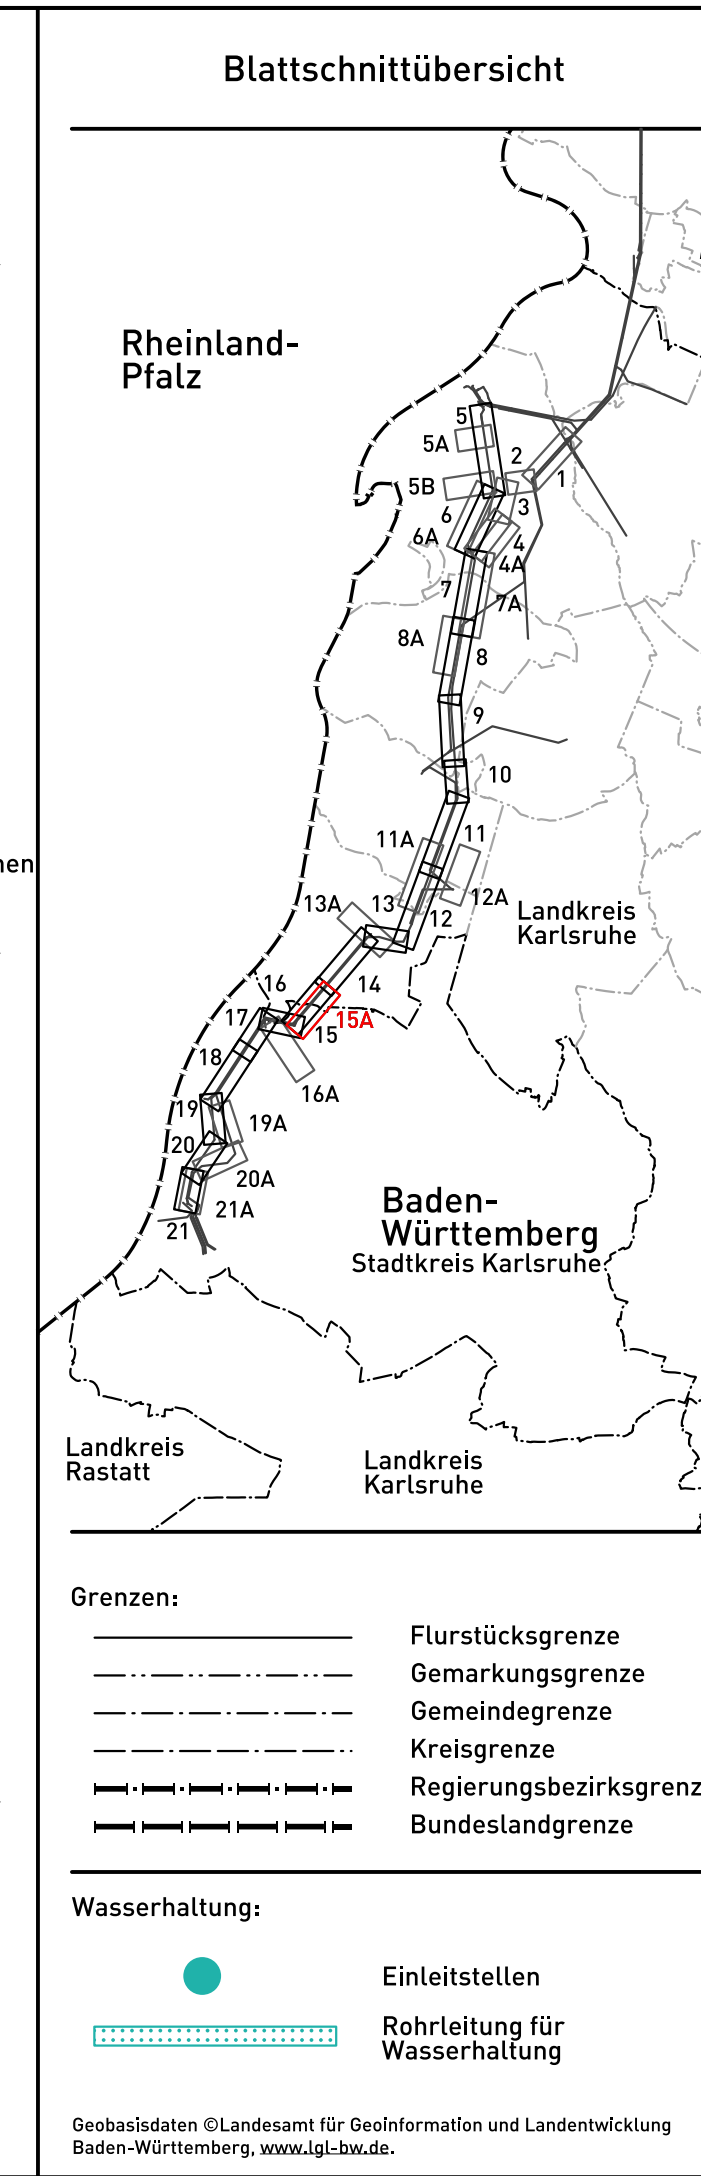 Blattschnittübersicht
Rheinland-
Pfalz
5
5A
2
1
5B
3
6
4
6A
4A
7
7A
8A
8
9
10
11A
11
12A
13A
13
12
Landkreis
Karlsruhe
16
14
17
15A
15
18
16A
19
19A
20
20A
21A
21
Baden-
Württemberg
Stadtkreis Karlsruhe
Landkreis
Rastatt
Landkreis
Karlsruhe
Grenzen:
Flurstücksgrenze
Gemarkungsgrenze
Gemeindegrenze
Kreisgrenze
Regierungsbezirksgrenz
Bundeslandgrenze
Wasserhaltung:
Einleitstellen
Rohrleitung für
Wasserhaltung
Geobasisdaten ©Landesamt für Geoinformation und Landentwicklung
Baden-Württemberg, www.lgl-bw.de.